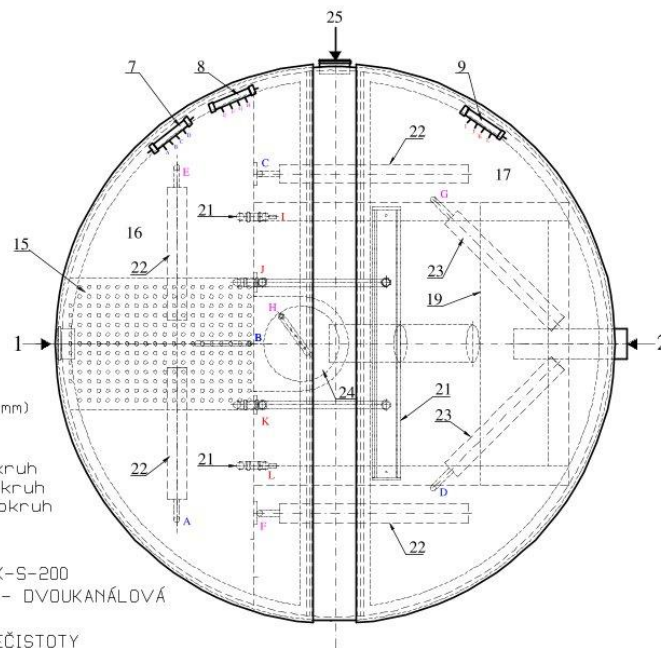 25
7
8
9
C
22
E
17
G
21
I
16
22
23
15
J
19
H
1
B
2
24
mm)
K
21
23
kruh
22
okruh
21
L
okruh
D
A
F
22
-S-200
- DVOUKANÁLOVÁ
EČISTOTY